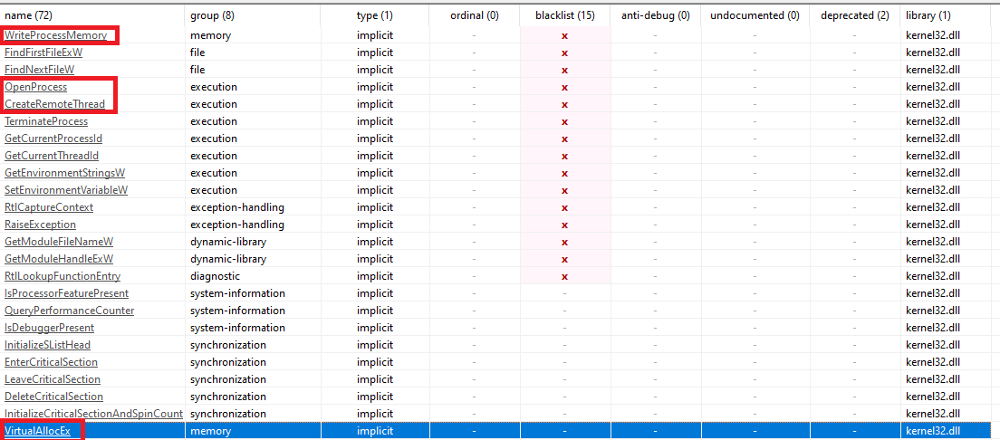 name (72) group (8) type (1) ordinal (0) blacklist (15) anti-debug (0) undocumented (0) deprecated (2) library (1)
WriteProcessMemory memory implicit - x - - - kernel32.dll
FindFirstFileExW file implicit - x - - - kernel32.dll
FindNextFileW file implicit - x - - - kernel32.dll
OpenProcess execution implicit - x - - - kernel32.dll
CreateRemoteThread execution implicit - x - - - kernel32.dll
TerminateProcess execution implicit - x - - - kernel32.dll
GetCurrentProcessId execution implicit - x - - - kernel32.dll
GetCurrentThreadId execution implicit - x - - - kernel32.dll
GetEnvironmentStringsW execution implicit - x - - - kernel32.dll
SetEnvironmentVariableW execution implicit - x - - - kernel32.dll
RtlCaptureContext exception-handling implicit - x - - - kernel32.dll
RaiseException exception-handling implicit - x - - - kernel32.dll
GetModuleFileNameW dynamic-library implicit - x - - - kernel32.dll
GetModuleHandleExW dynamic-library implicit - x - - - kernel32.dll
RtlLookupFunctionEntry diagnostic implicit - x - - - kernel32.dll
IsProcessorFeaturePresent system-information implicit - - - - - kernel32.dll
QueryPerformanceCounter system-information implicit - - - - - kernel32.dll
IsDebuggerPresent system-information implicit - - - - - kernel32.dll
InitializeSListHead synchronization implicit - - - - - kernel32.dll
EnterCriticalSection synchronization implicit - - - - - kernel32.dll
LeaveCriticalSection synchronization implicit - - - - - kernel32.dll
DeleteCriticalSection synchronization implicit - - - - - kernel32.dll
InitializeCriticalSectionAndSpinCount synchronization implicit - - - - - kernel32.dll
VirtualAllocEx memory implicit - - - - - kernel32.dll